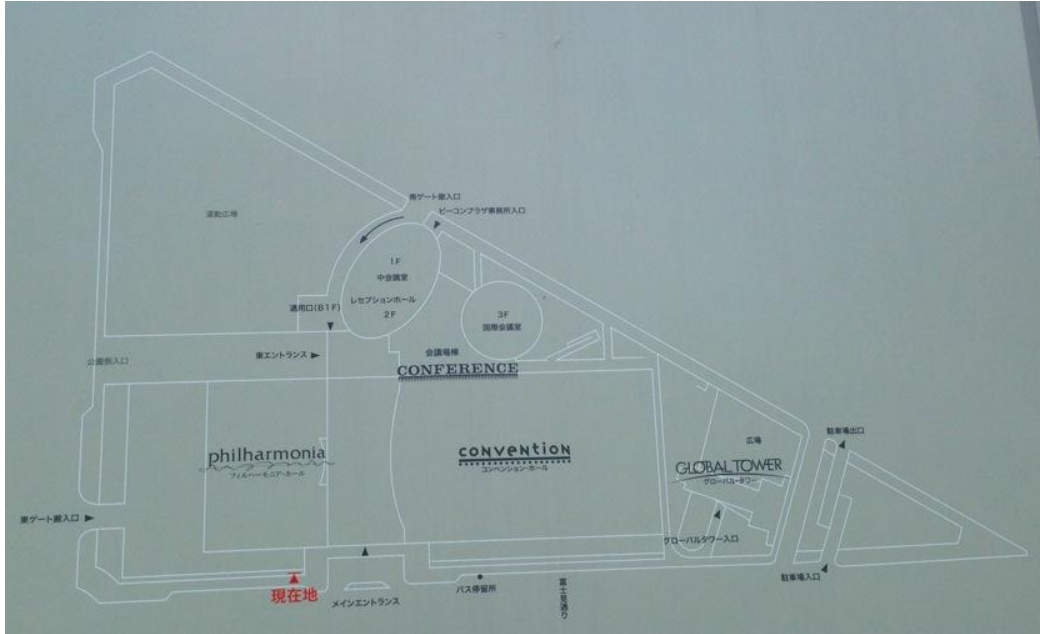 南ゲート搬入口
ビーコンプラザ事務所入口
運動広場
1F
中会議室
レセプションホール
2F
通用口(B1F)
3F
国際会議室
東エントランス
会議場棟
CONFERENCE
公園側入口
philharmonia
フィルハーモニア・ホール
CONVENTION
コンベンション・ホール
広場
GLOBAL TOWER
グローバル・タワー
駐車場出口
東ゲート搬入口
グローバルタワー入口
現在地
メインエントランス
バス停留所
富士見通り
駐車場入口